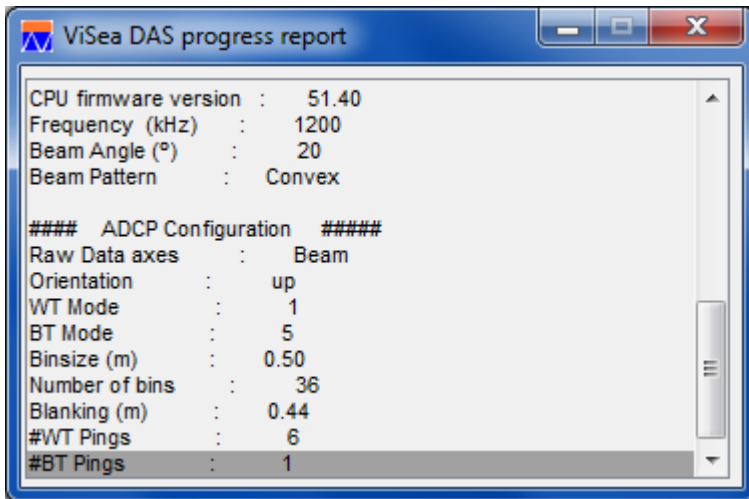 ViSea DAS progress report
CPU firmware version : 51.40
Frequency (kHz) : 1200
Beam Angle (º) : 20
Beam Pattern : Convex
#### ADCP Configuration #####
Raw Data axes : Beam
Orientation : up
WT Mode : 1
BT Mode : 5
Binsize (m) : 0.50
Number of bins : 36
Blanking (m) : 0.44
#WT Pings : 6
#BT Pings : 1